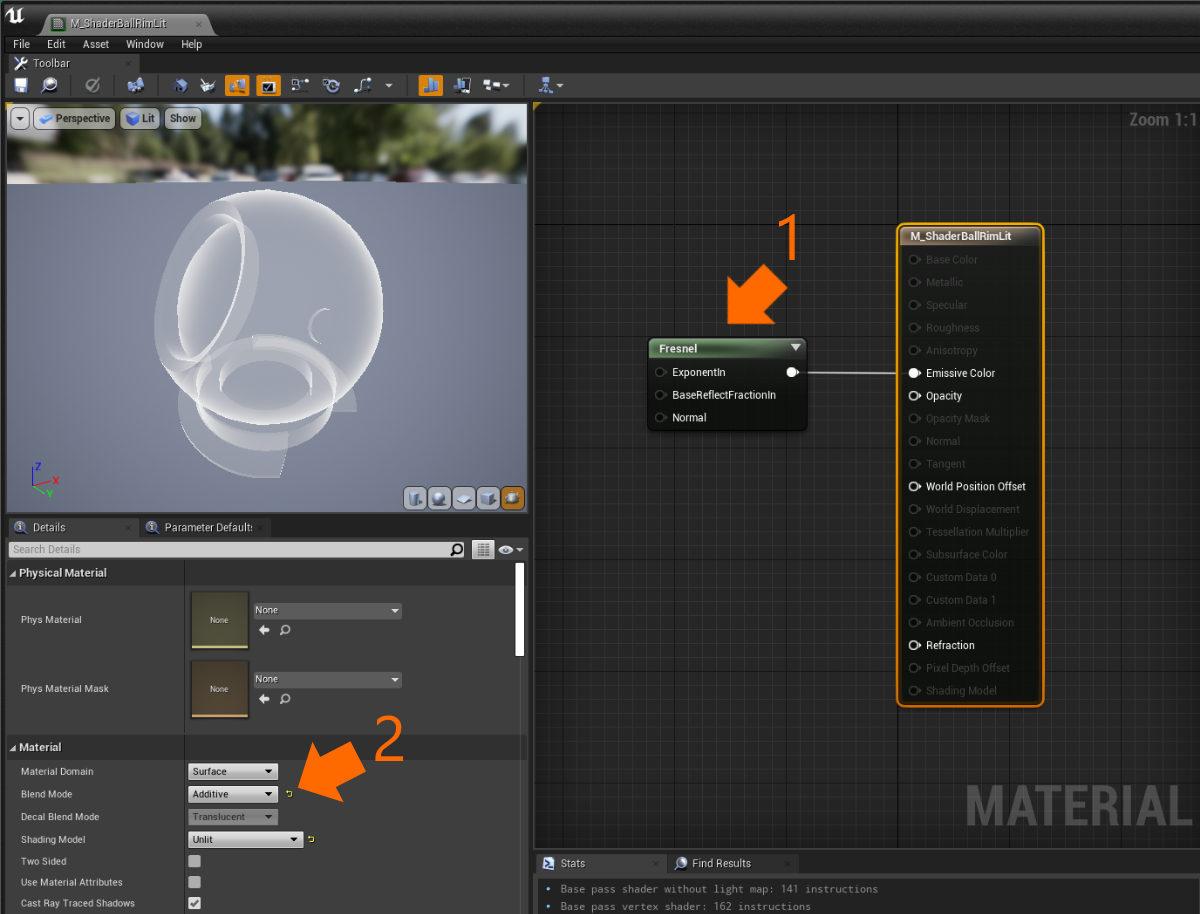 M_ShaderBallRimLit
File Edit Asset Window Help
Toolbar
Perspective Lit Show
Zoom 1:1
1
M_ShaderBallRimLit
Base Color
Metallic
Specular
Roughness
Anisotropy
Emissive Color
Opacity
Opacity Mask
Normal
Tangent
World Position Offset
World Displacement
Tessellation Multiplier
Subsurface Color
Custom Data 0
Custom Data 1
Ambient Occlusion
Refraction
Pixel Depth Offset
Shading Model
Fresnel
ExponentIn
BaseReflectFractionIn
Normal
Z
X
Y
MATERIAL
Details Parameter Defaults
Search Details
Physical Material
Phys Material None None
Phys Material Mask None None
2
Material
Material Domain Surface
Blend Mode Additive
Decal Blend Mode Translucent
Shading Model Unlit
Two Sided
Use Material Attributes
Cast Ray Traced Shadows
Stats Find Results
• Base pass shader without light map: 141 instructions
• Base pass vertex shader: 162 instructions